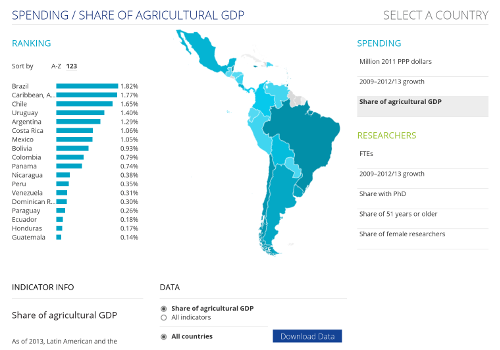 SPENDING / SHARE OF AGRICULTURAL GDP
SELECT A COUNTRY
RANKING
Sort by A-Z 123
Brazil 1.82%
Caribbean, A... 1.77%
Chile 1.65%
Uruguay 1.40%
Argentina 1.29%
Costa Rica 1.06%
Mexico 1.05%
Bolivia 0.93%
Colombia 0.79%
Panama 0.74%
Nicaragua 0.38%
Peru 0.35%
Venezuela 0.31%
Dominican R... 0.30%
Paraguay 0.26%
Ecuador 0.18%
Honduras 0.17%
Guatemala 0.14%
SPENDING
Million 2011 PPP dollars
2009–2012/13 growth
Share of agricultural GDP
RESEARCHERS
FTEs
2009–2012/13 growth
Share with PhD
Share of 51 years or older
Share of female researchers
INDICATOR INFO
Share of agricultural GDP
As of 2013, Latin American and the
DATA
Share of agricultural GDP
All indicators
All countries
Download Data